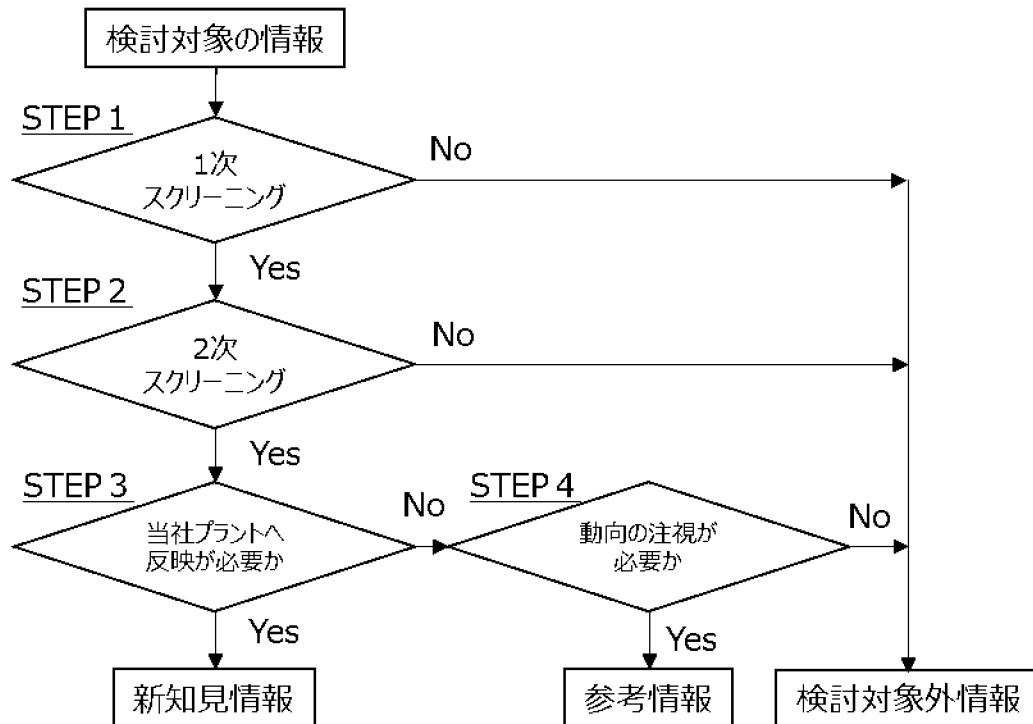 検討対象の情報
STEP 1
1次
スクリーニング
No
Yes
STEP 2
2次
スクリーニング
No
Yes
STEP 3
当社プラントへ
反映が必要か
No
Yes
STEP 4
動向の注視が
必要か
No
Yes
新知見情報
参考情報
検討対象外情報